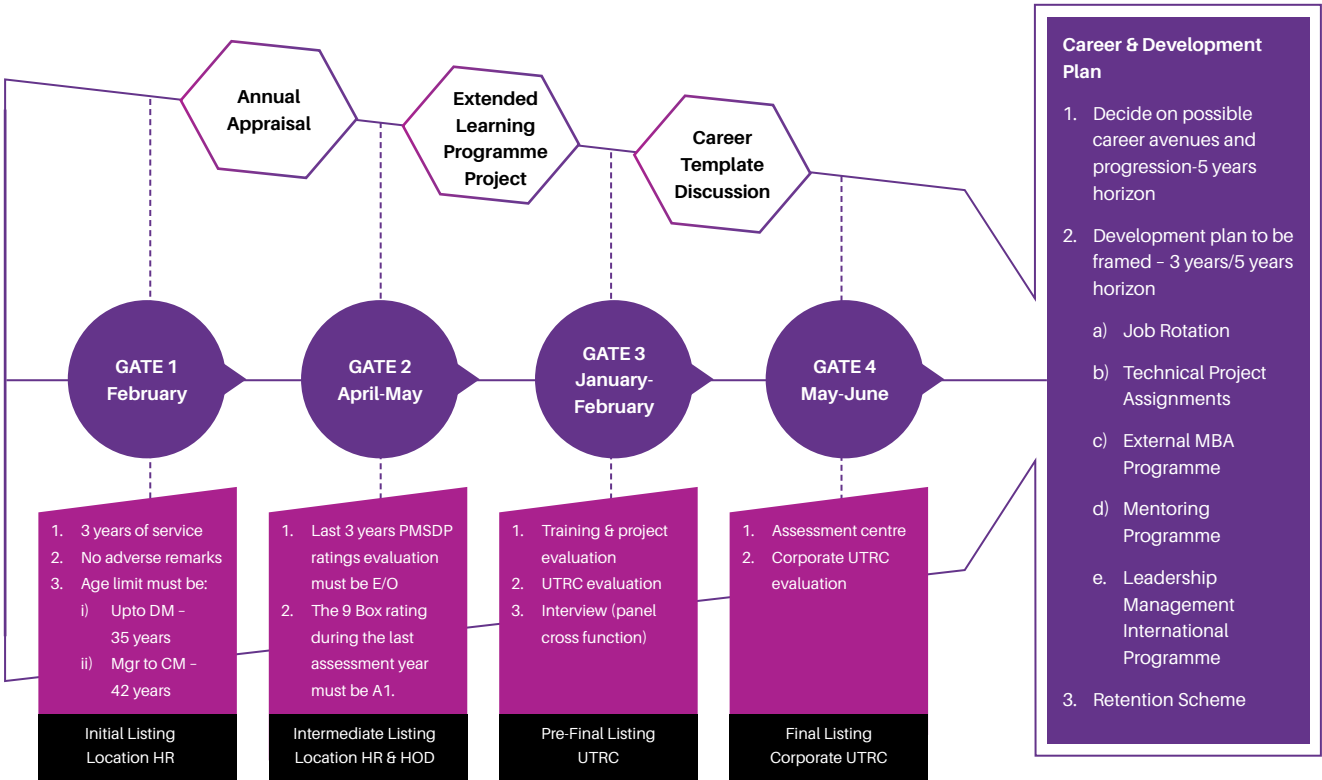 Annual
Appraisal
Extended
Learning
Programme
Project
Career
Template
Discussion
GATE 1
February
GATE 2
April-May
GATE 3
January-
February
GATE 4
May-June
1. 3 years of service
2. No adverse remarks
3. Age limit must be:
i) Upto DM –
35 years
ii) Mgr to CM –
42 years
Initial Listing
Location HR
1. Last 3 years PMSDP
ratings evaluation
must be E/O
2. The 9 Box rating
during the last
assessment year
must be A1.
Intermediate Listing
Location HR & HOD
1. Training & project
evaluation
2. UTRC evaluation
3. Interview (panel
cross function)
Pre-Final Listing
UTRC
1. Assessment centre
2. Corporate UTRC
evaluation
Final Listing
Corporate UTRC
Career & Development
Plan
1. Decide on possible
career avenues and
progression-5 years
horizon
2. Development plan to be
framed – 3 years/5 years
horizon
a) Job Rotation
b) Technical Project
Assignments
c) External MBA
Programme
d) Mentoring
Programme
e. Leadership
Management
International
Programme
3. Retention Scheme